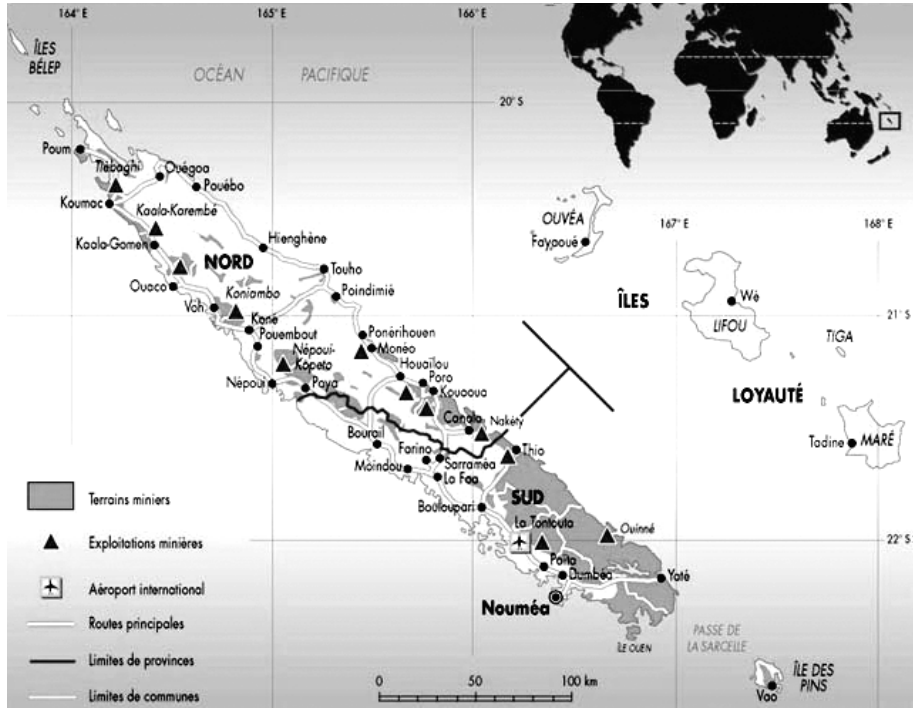 164° E
165° E
166° E
ÎLES
BÉLEP
OCÉAN
PACIFIQUE
20° S
Poum
Tiébaghi
Ouégoa
Pouébo
Koumac
Kaala-Karembé
Kaala-Gomen
Hienghène
NORD
Touho
Ouaco
Koniambo
Poindimié
Voh
Koné
Pouembout
Ponérihouen
Monéo
Népoui-
Kopéto
Houaïlou
Poro
Kouaoua
Népoui
Poya
Canala
Nakéty
Bourail
Farino
Sarraméa
Thio
Moindou
La Foa
SUD
Bouloupari
La Tontouta
Ouinné
Païta
Dumbéa
Yaté
Nouméa
ÎLE OUEN
PASSE DE
LA SARCELLE
ÎLE DES
PINS
Vao
OUVÉA
Fayaoué
167° E
168° E
ÎLES
Wé
LIFOU
21° S
TIGA
LOYAUTÉ
Tadine
MARÉ
22° S
Terrains miniers
Exploitations minières
Aéroport international
Routes principales
Limites de provinces
Limites de communes
0
50
100 km